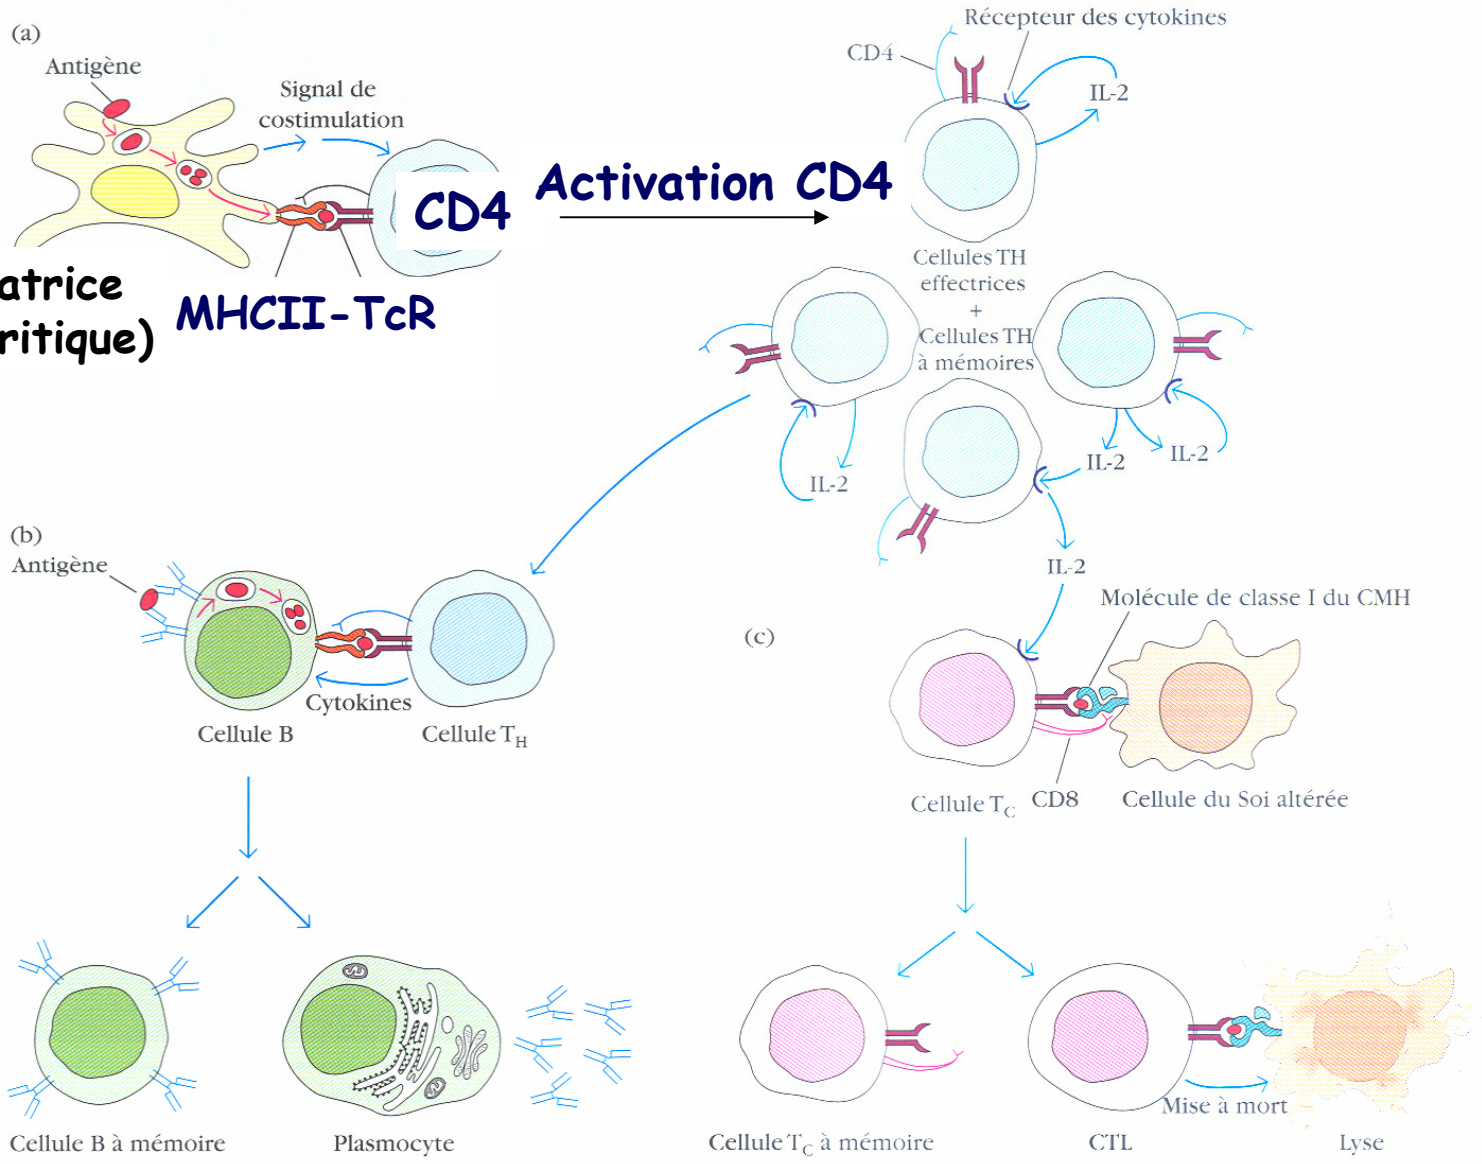 (a)
Antigène
Signal de
costimulation
CD4
Activation CD4
atrice
ritique)
MHCII-TcR
Récepteur des cytokines
CD4
IL-2
Cellules TH
effectrices
+
Cellules TH
à mémoires
IL-2
IL-2
IL-2
IL-2
(b)
Antigène
Cytokines
Cellule B
Cellule TH
Cellule B à mémoire
Plasmocyte
(c)
Molécule de classe I du CMH
Cellule TC
CD8
Cellule du Soi altérée
Mise à mort
Cellule TC à mémoire
CTL
Lyse